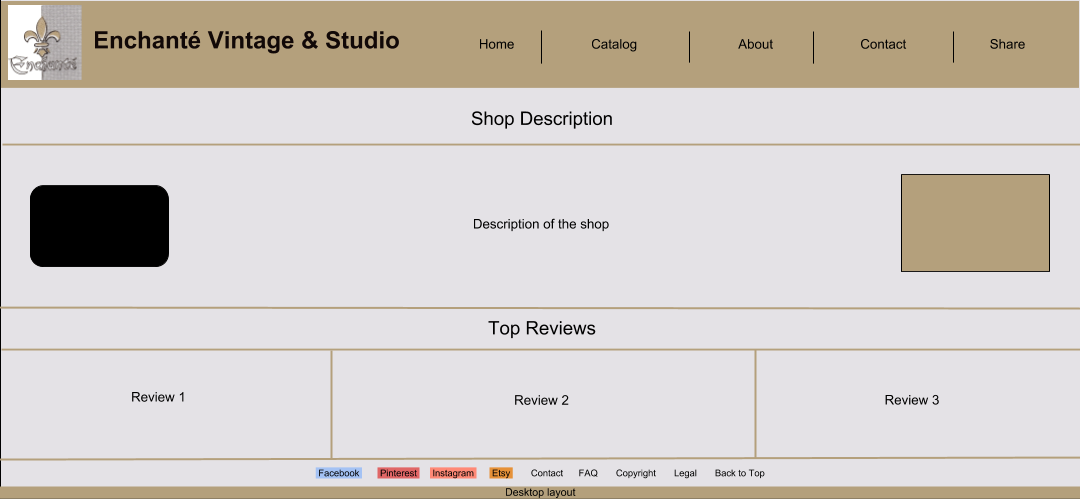 Enchanté
Enchanté Vintage & Studio
Home
Catalog
About
Contact
Share
Shop Description
Description of the shop
Top Reviews
Review 1
Review 2
Review 3
Facebook Pinterest Instagram Etsy Contact FAQ Copyright Legal Back to Top
Desktop layout